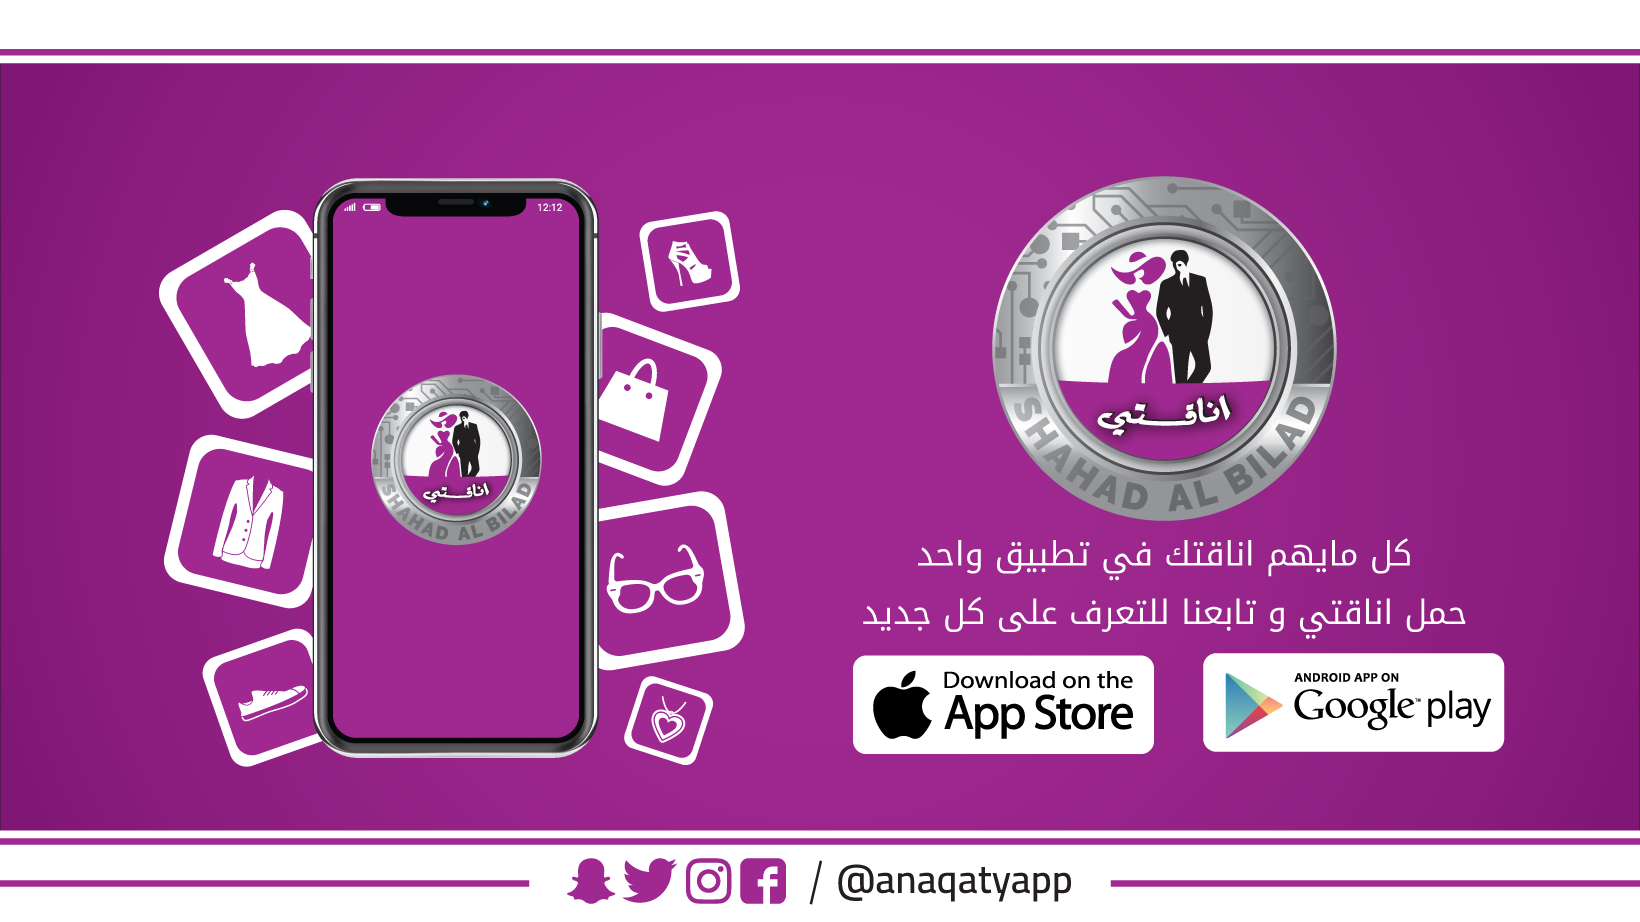 12:12
اناقـــتي
SHAHAD AL BILAD
اناقـــتي
SHAHAD AL BILAD
كل مايهم اناقتك في تطبيق واحد
حمل اناقتي و تابعنا للتعرف على كل جديد
Download on the
App Store
ANDROID APP ON
Google™ play
/ @anaqatyapp